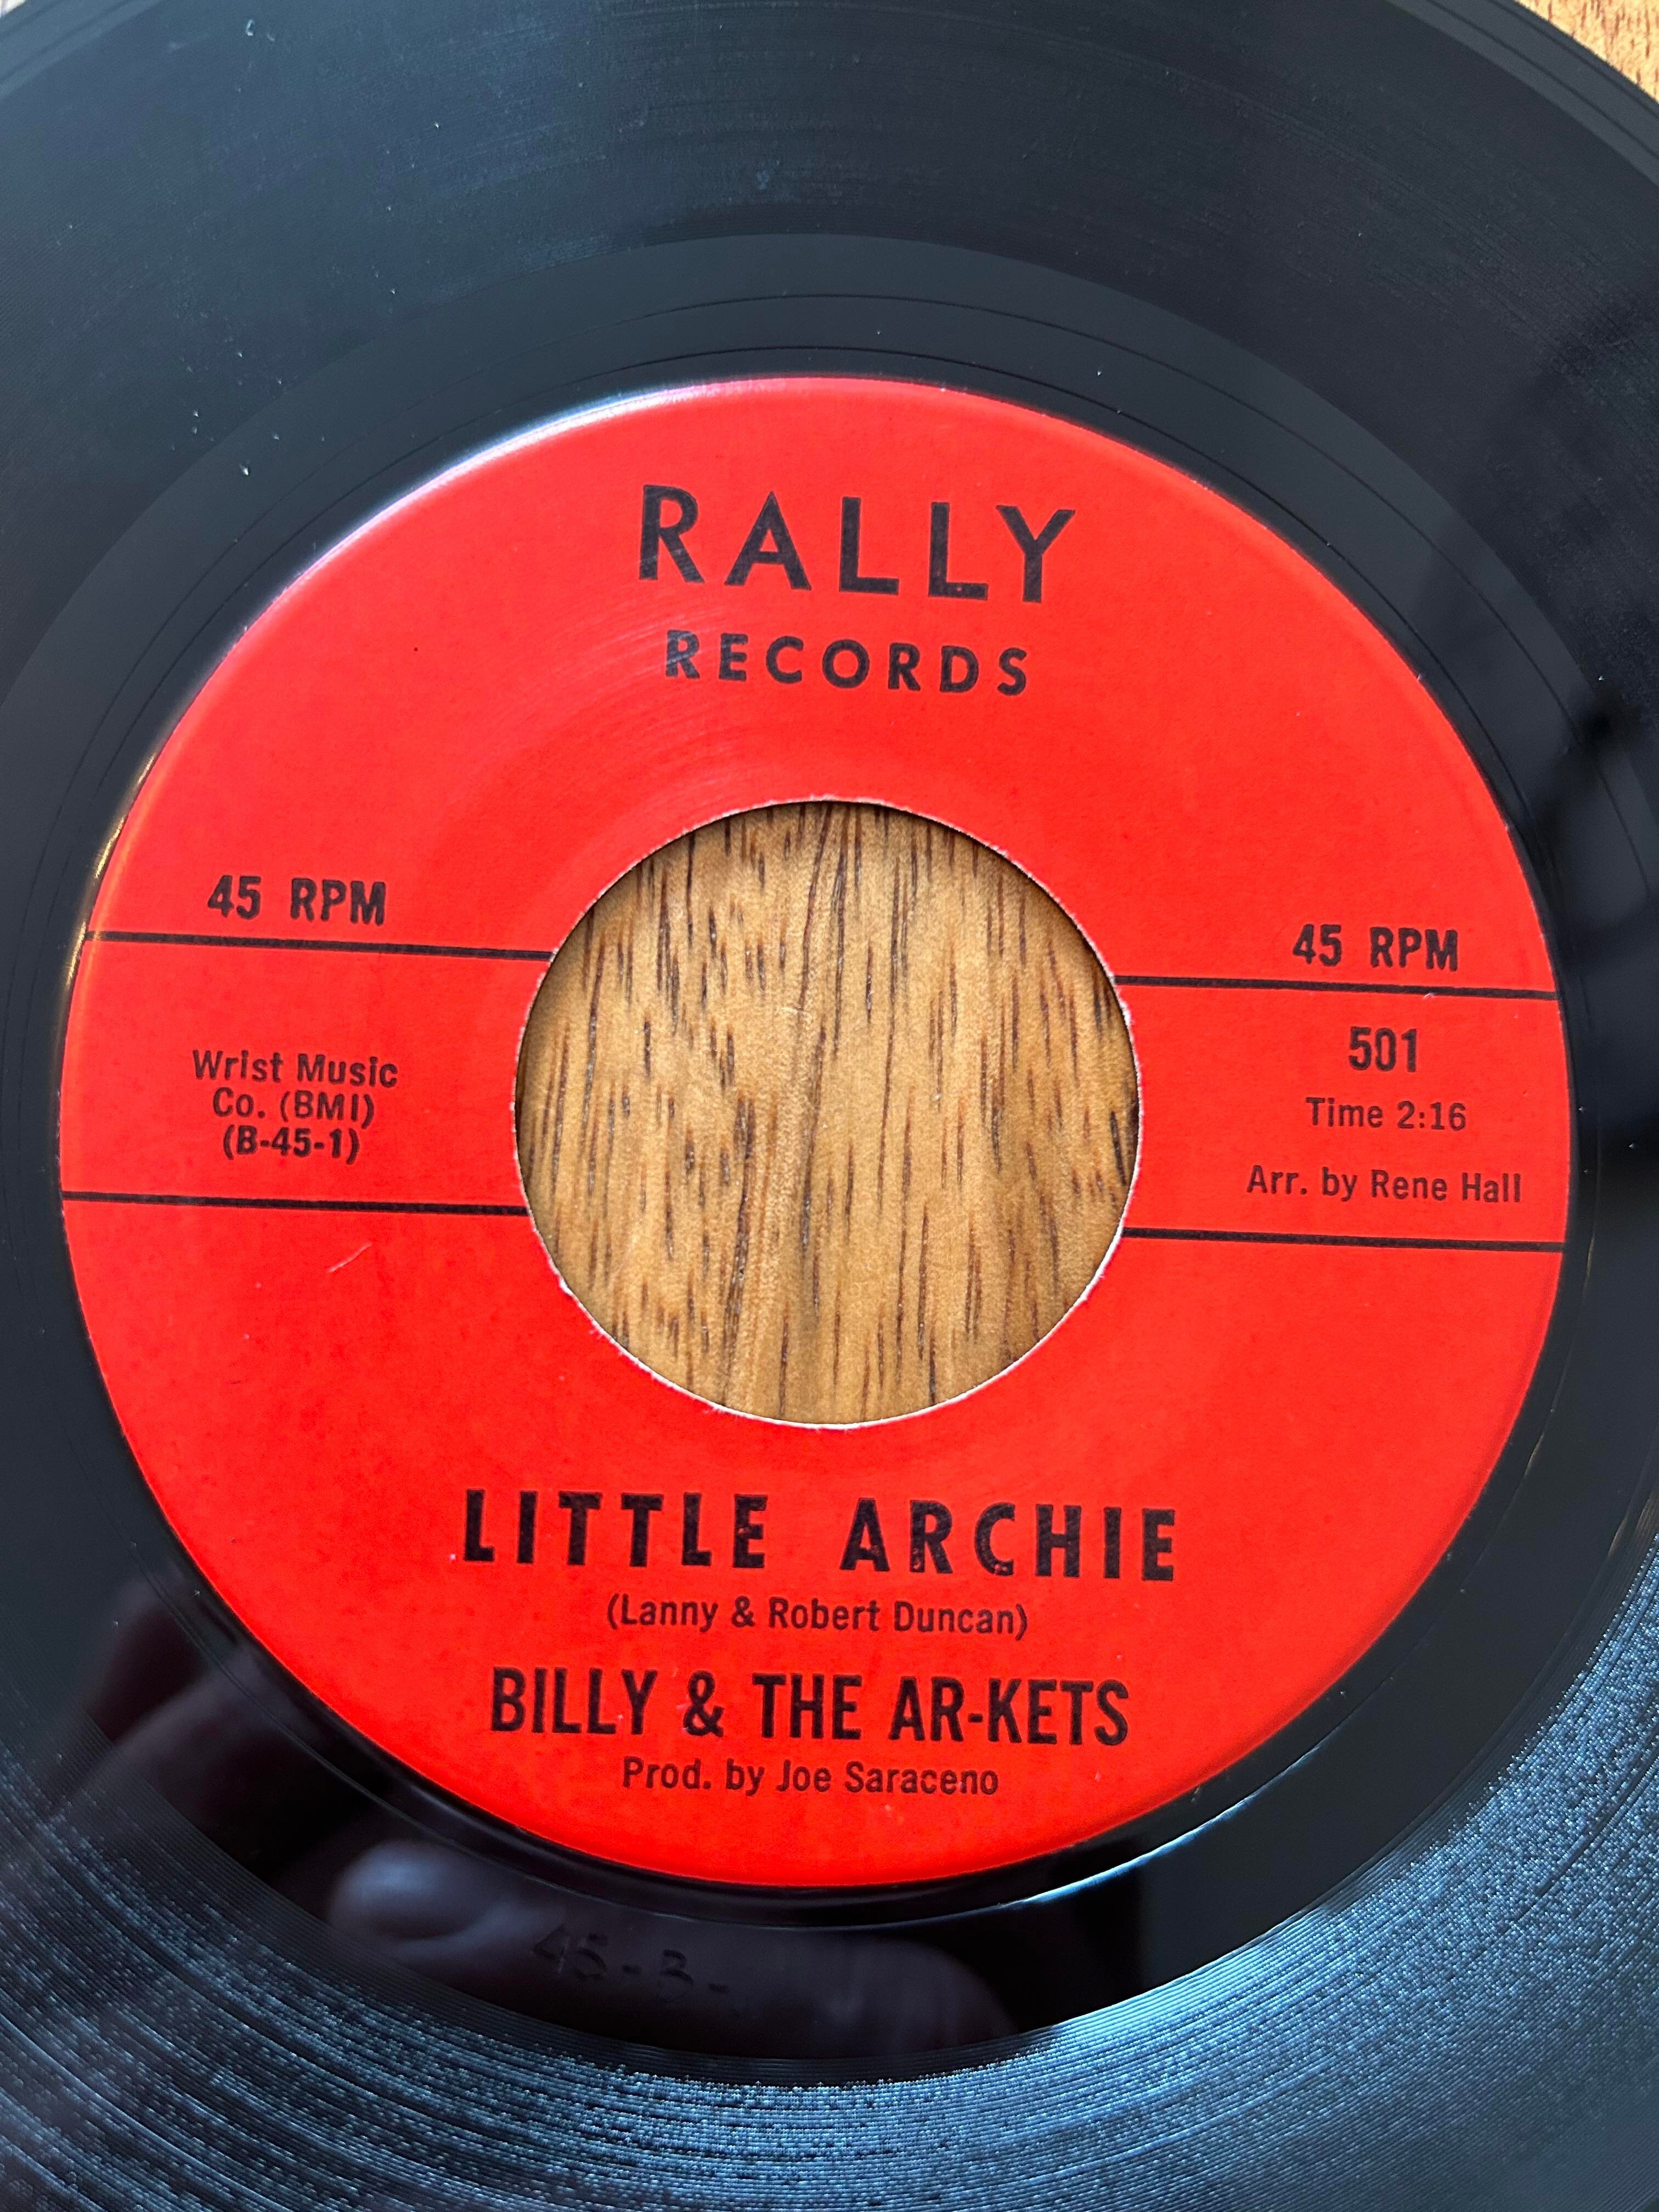 RALLY
RECORDS
45 RPM
45 RPM
Wrist Music
Co. (BMI)
(B-45-1)
501
Time 2:16
Arr. by Rene Hall
LITTLE ARCHIE
(Lanny & Robert Duncan)
BILLY & THE AR-KETS
Prod. by Joe Saraceno
45-B-